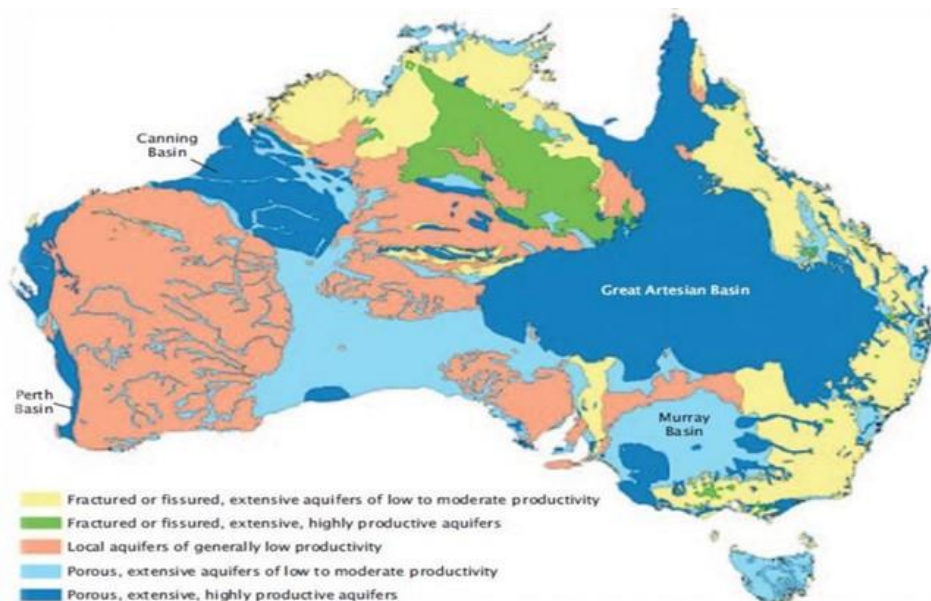 Canning
Basin
Great Artesian Basin
Perth
Basin
Murray
Basin
Fractured or fissured, extensive aquifers of low to moderate productivity
Fractured or fissured, extensive, highly productive aquifers
Local aquifers of generally low productivity
Porous, extensive aquifers of low to moderate productivity
Porous, extensive, highly productive aquifers